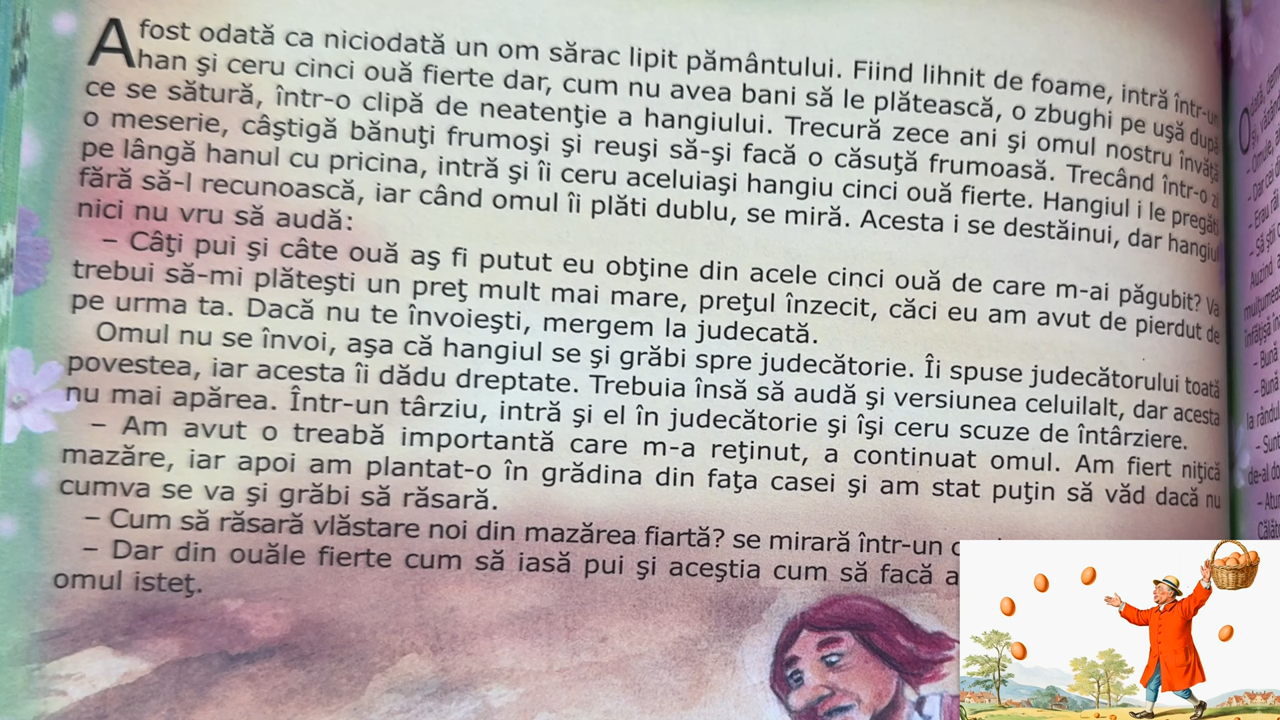 A fost odată ca niciodată un om sărac lipit pământului. Fiind lihnit de foame, intră într-un
han şi ceru cinci ouă fierte dar, cum nu avea bani să le plătească, o zbughi pe uşă după
ce se sătură, într-o clipă de neatenţie a hangiului. Trecură zece ani şi omul nostru învăţă
o meserie, câştigă bănuţi frumoşi şi reuşi să-şi facă o căsuţă frumoasă. Trecând într-o zi
pe lângă hanul cu pricina, intră şi îi ceru aceluiaşi hangiu cinci ouă fierte. Hangiul i le pregăti
fără să-l recunoască, iar când omul îi plăti dublu, se miră. Acesta i se destăinui, dar hangiul
nici nu vru să audă:
– Câţi pui şi câte ouă aş fi putut eu obţine din acele cinci ouă de care m-ai păgubit? Va
trebui să-mi plăteşti un preţ mult mai mare, preţul înzecit, căci eu am avut de pierdut de
pe urma ta. Dacă nu te învoieşti, mergem la judecată.
Omul nu se învoi, aşa că hangiul se şi grăbi spre judecătorie. Îi spuse judecătorului toată
povestea, iar acesta îi dădu dreptate. Trebuia însă să audă şi versiunea celuilalt, dar acesta
nu mai apărea. Într-un târziu, intră şi el în judecătorie şi îşi ceru scuze de întârziere.
– Am avut o treabă importantă care m-a reţinut, a continuat omul. Am fiert niţică
mazăre, iar apoi am plantat-o în grădina din faţa casei şi am stat puţin să văd dacă nu
cumva se va şi grăbi să răsară.
– Cum să răsară vlăstare noi din mazărea fiartă? se mirară într-un
– Dar din ouăle fierte cum să iasă pui şi aceştia cum să facă
omul isteţ.